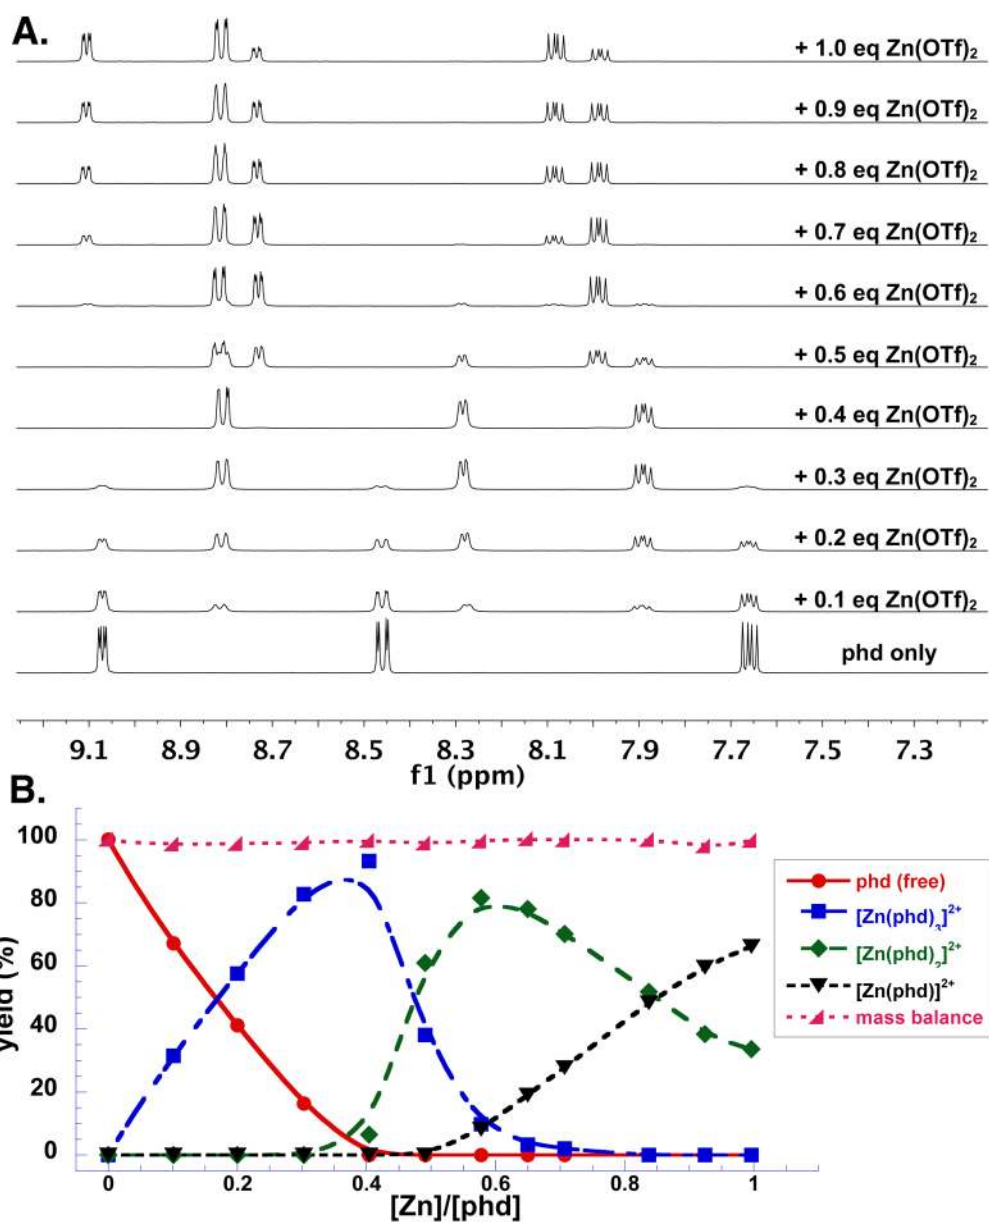 A.
+ 1.0 eq Zn(OTf)₂
+ 0.9 eq Zn(OTf)₂
+ 0.8 eq Zn(OTf)₂
+ 0.7 eq Zn(OTf)₂
+ 0.6 eq Zn(OTf)₂
+ 0.5 eq Zn(OTf)₂
+ 0.4 eq Zn(OTf)₂
+ 0.3 eq Zn(OTf)₂
+ 0.2 eq Zn(OTf)₂
+ 0.1 eq Zn(OTf)₂
phd only
9.1 8.9 8.7 8.5 8.3 8.1 7.9 7.7 7.5 7.3
f1 (ppm)
B.
yield (%)
100
80
60
40
20
0
0 0.2 0.4 0.6 0.8 1
[Zn]/[phd]
phd (free)
[Zn(phd)₃]²⁺
[Zn(phd)₂]²⁺
[Zn(phd)]²⁺
mass balance